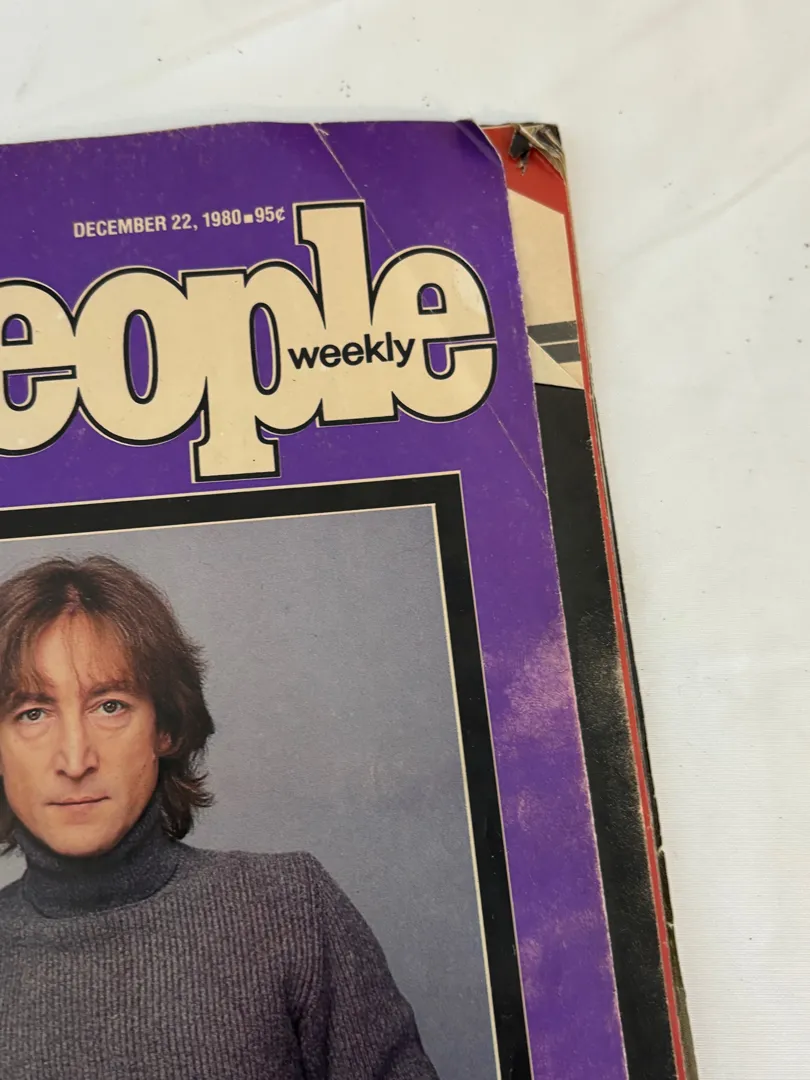 DECEMBER 22, 1980■95¢
eople
weekly